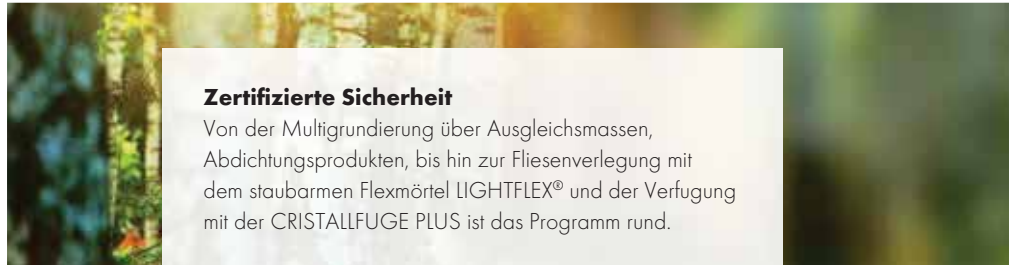 Zertifizierte Sicherheit
Von der Multigrundierung über Ausgleichsmassen,
Abdichtungsprodukten, bis hin zur Fliesenverlegung mit
dem staubarmen Flexmörtel LIGHTFLEX® und der Verfugung
mit der CRISTALLFUGE PLUS ist das Programm rund.